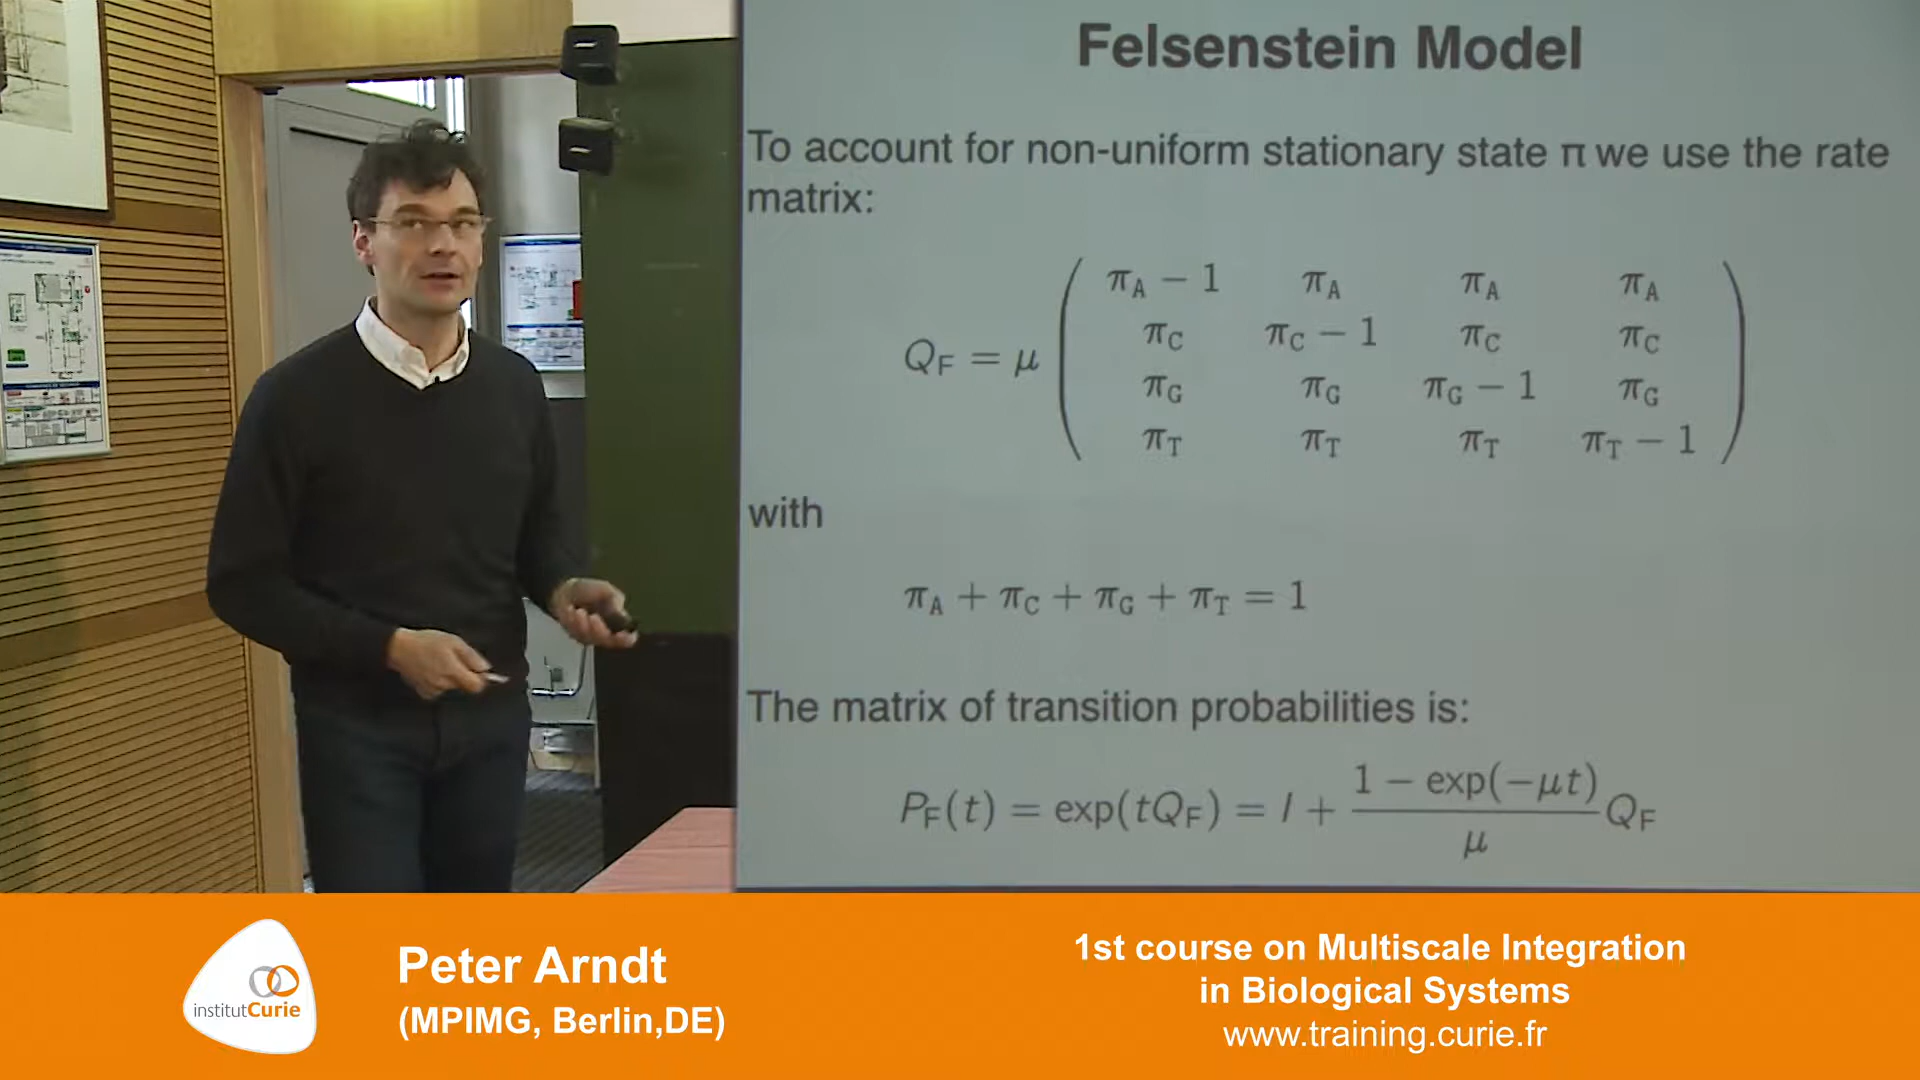 Felsenstein Model
To account for non-uniform stationary state π we use the rate
matrix:
Q_F = μ ( π_A − 1 π_A π_A π_A
π_C π_C − 1 π_C π_C
π_G π_G π_G − 1 π_G
π_T π_T π_T π_T − 1 )
with
π_A + π_C + π_G + π_T = 1
The matrix of transition probabilities is:
P_F(t) = exp(tQ_F) = I + (1 − exp(−μt))/μ Q_F
institutCurie
Peter Arndt
(MPIMG, Berlin,DE)
1st course on Multiscale Integration
in Biological Systems
www.training.curie.fr